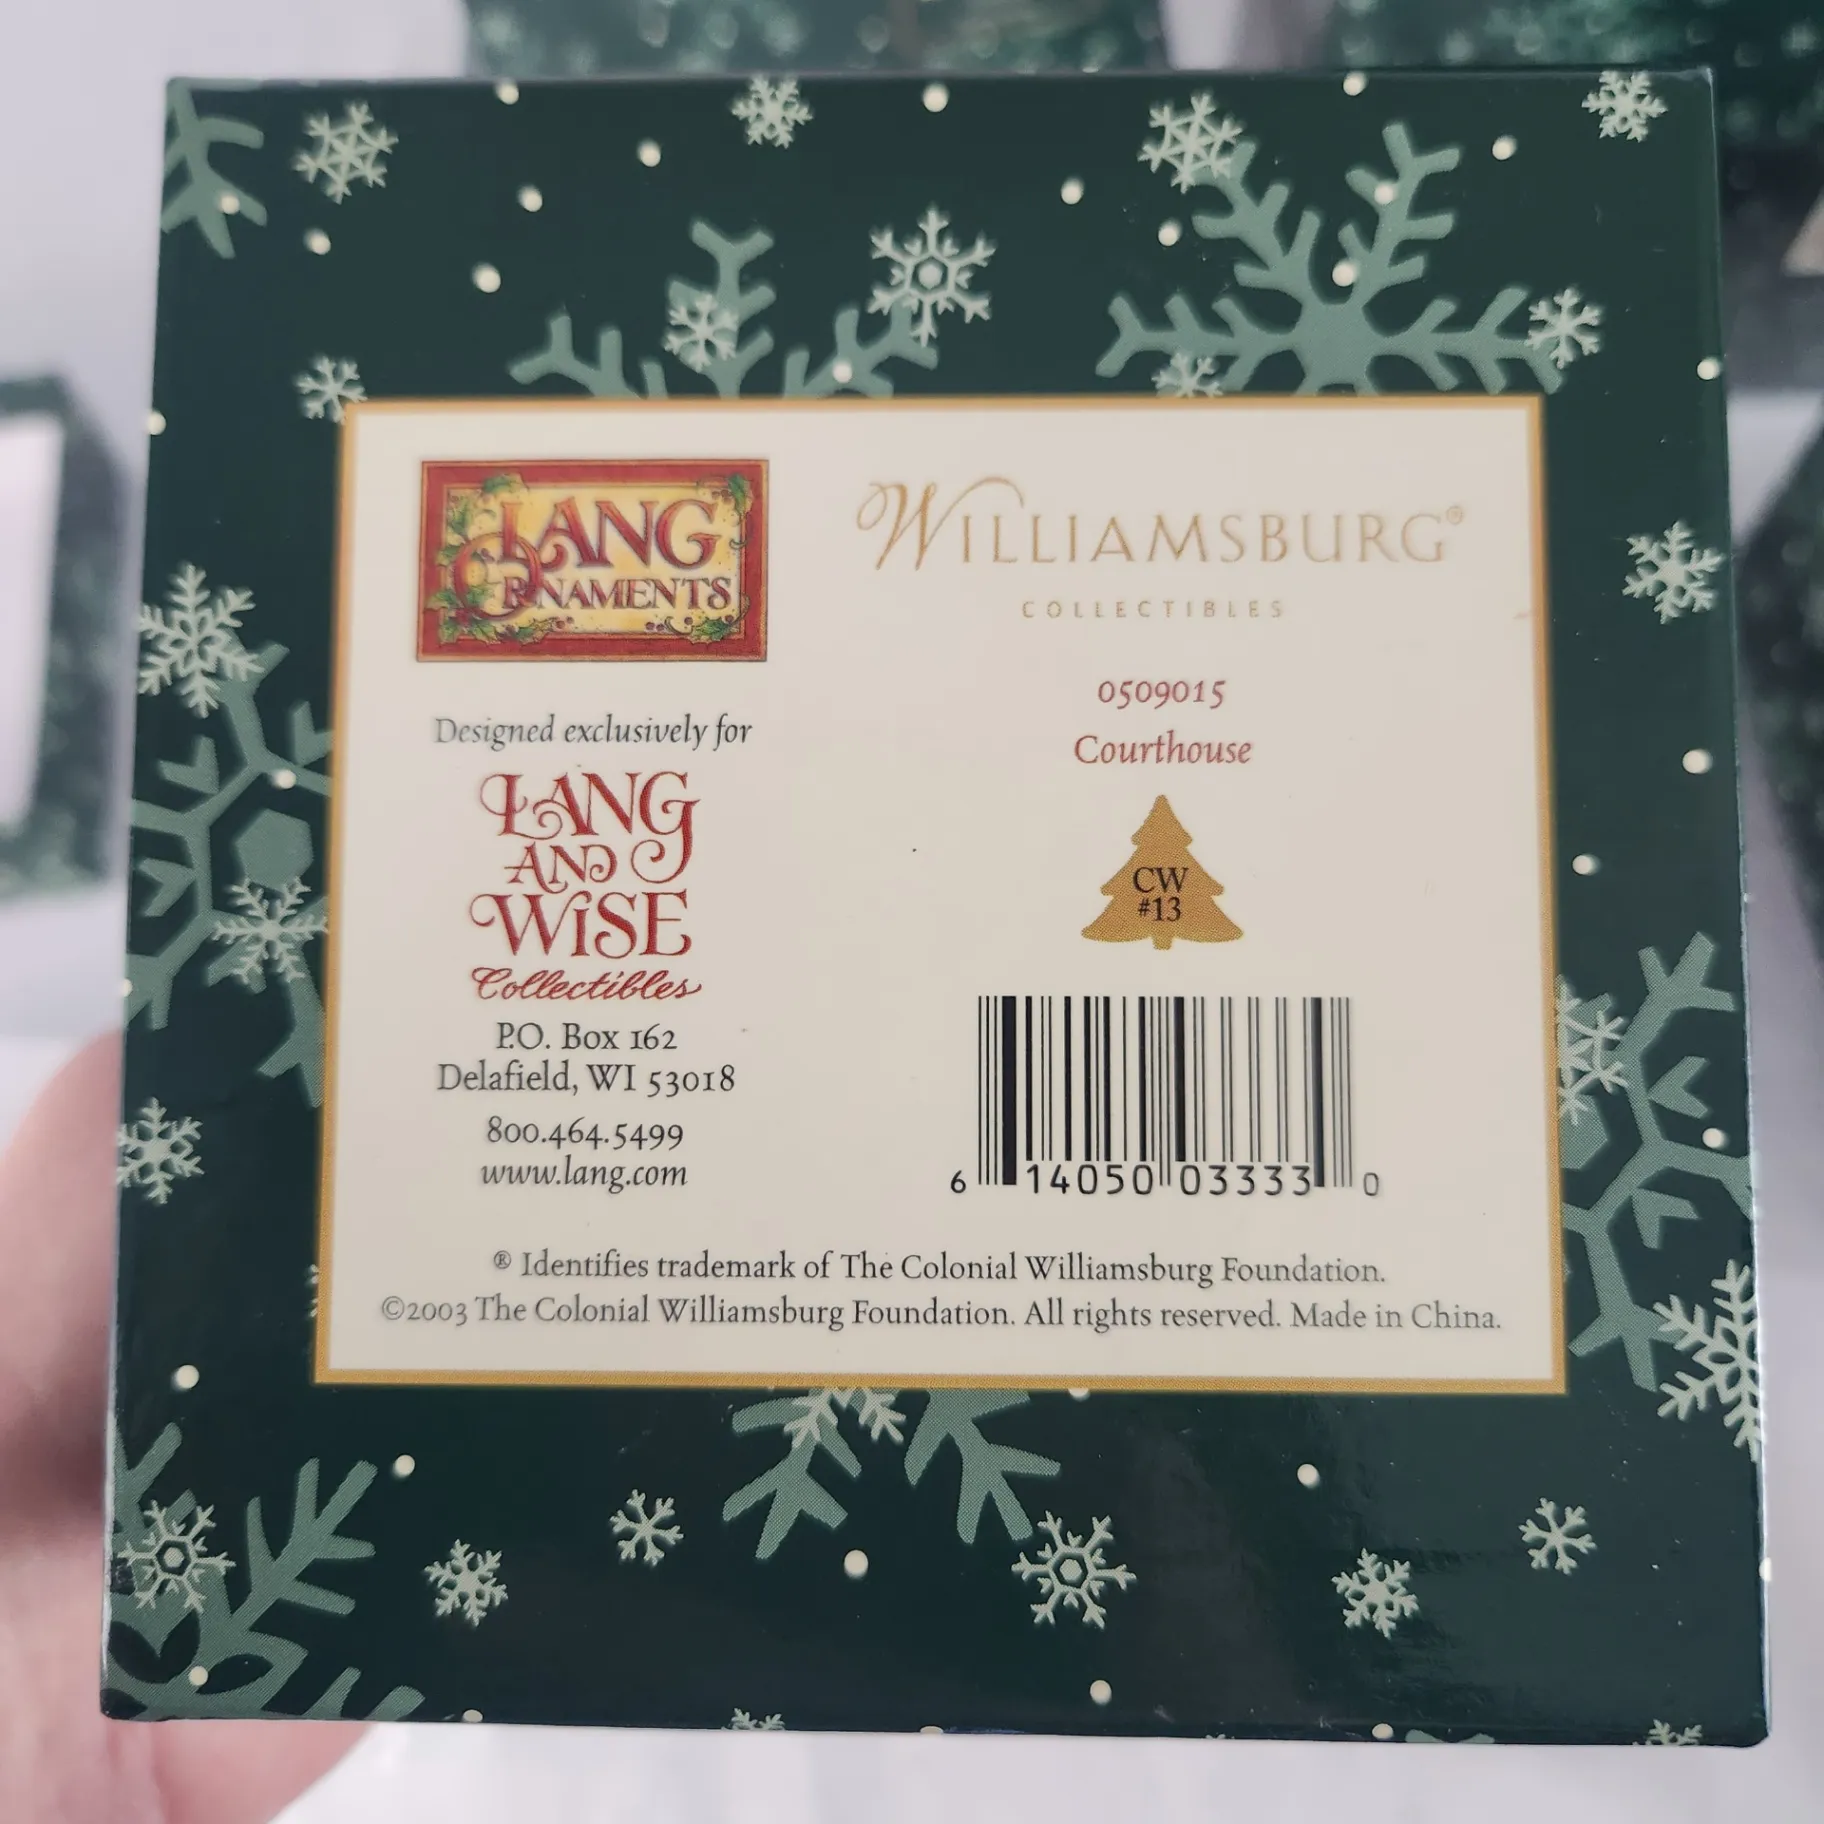 LANG
ORNAMENTS
Designed exclusively for
LANG
AND
WiSE
Collectibles
P.O. Box 162
Delafield, WI 53018
800.464.5499
www.lang.com
WILLIAMSBURG®
COLLECTIBLES
0509015
Courthouse
CW
#13
6 14050 03333 0
® Identifies trademark of The Colonial Williamsburg Foundation.
©2003 The Colonial Williamsburg Foundation. All rights reserved. Made in China.